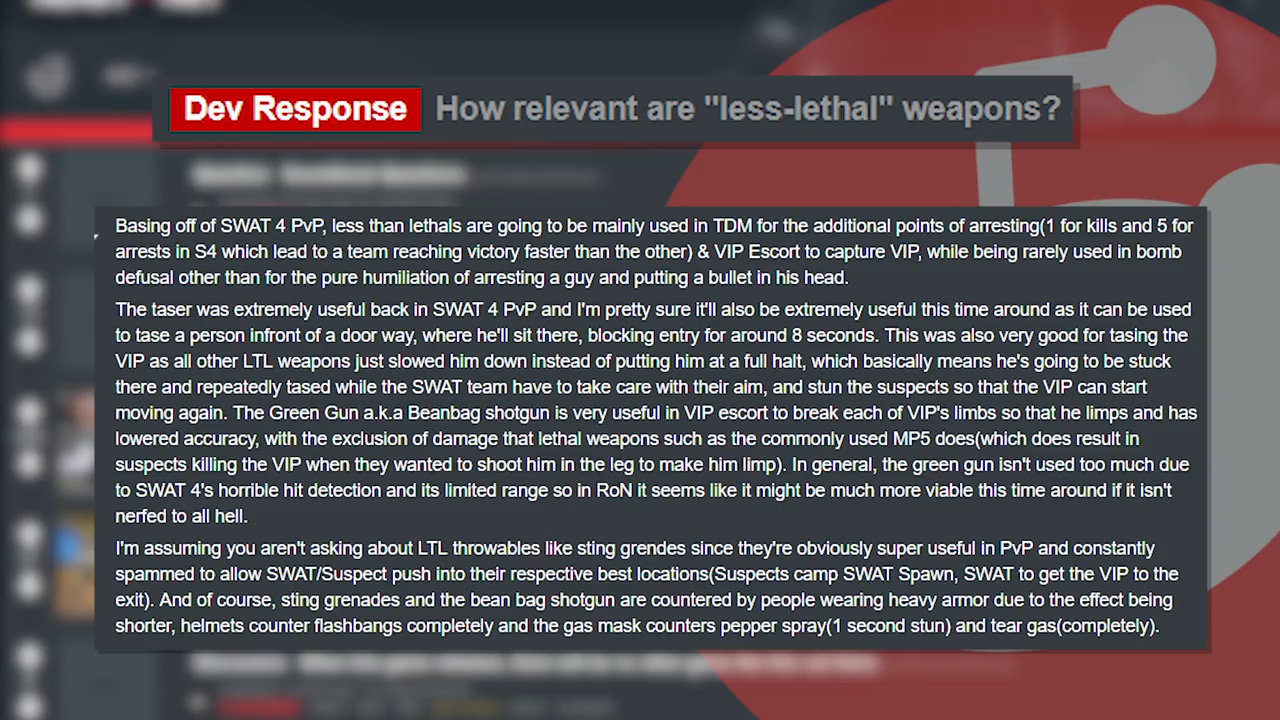 Dev Response How relevant are "less-lethal" weapons?
Basing off of SWAT 4 PvP, less than lethals are going to be mainly used in TDM for the additional points of arresting(1 for kills and 5 for
arrests in S4 which lead to a team reaching victory faster than the other) & VIP Escort to capture VIP, while being rarely used in bomb
defusal other than for the pure humiliation of arresting a guy and putting a bullet in his head.
The taser was extremely useful back in SWAT 4 PvP and I'm pretty sure it'll also be extremely useful this time around as it can be used
to tase a person infront of a door way, where he'll sit there, blocking entry for around 8 seconds. This was also very good for tasing the
VIP as all other LTL weapons just slowed him down instead of putting him at a full halt, which basically means he's going to be stuck
there and repeatedly tased while the SWAT team have to take care with their aim, and stun the suspects so that the VIP can start
moving again. The Green Gun a.k.a Beanbag shotgun is very useful in VIP escort to break each of VIP's limbs so that he limps and has
lowered accuracy, with the exclusion of damage that lethal weapons such as the commonly used MP5 does(which does result in
suspects killing the VIP when they wanted to shoot him in the leg to make him limp). In general, the green gun isn't used too much due
to SWAT 4's horrible hit detection and its limited range so in RoN it seems like it might be much more viable this time around if it isn't
nerfed to all hell.
I'm assuming you aren't asking about LTL throwables like sting grendes since they're obviously super useful in PvP and constantly
spammed to allow SWAT/Suspect push into their respective best locations(Suspects camp SWAT Spawn, SWAT to get the VIP to the
exit). And of course, sting grenades and the bean bag shotgun are countered by people wearing heavy armor due to the effect being
shorter, helmets counter flashbangs completely and the gas mask counters pepper spray(1 second stun) and tear gas(completely).